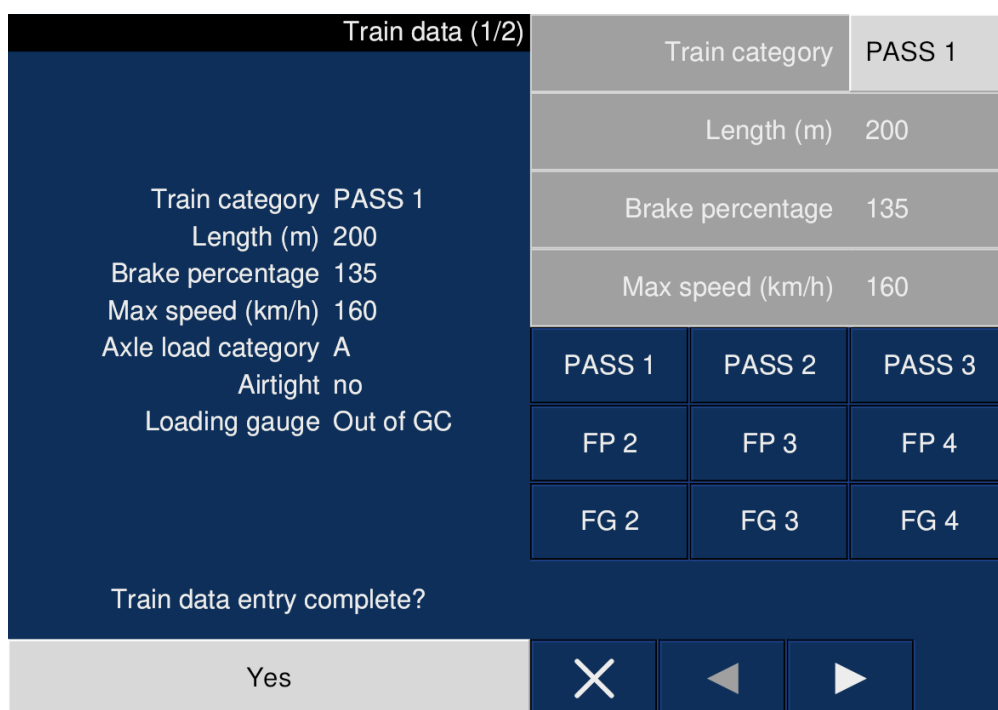 Train data (1/2)
Train category PASS 1
Length (m) 200
Brake percentage 135
Max speed (km/h) 160
Axle load category A
Airtight no
Loading gauge Out of GC
Train data entry complete?
Yes
Train category PASS 1
Length (m) 200
Brake percentage 135
Max speed (km/h) 160
PASS 1 PASS 2 PASS 3
FP 2 FP 3 FP 4
FG 2 FG 3 FG 4